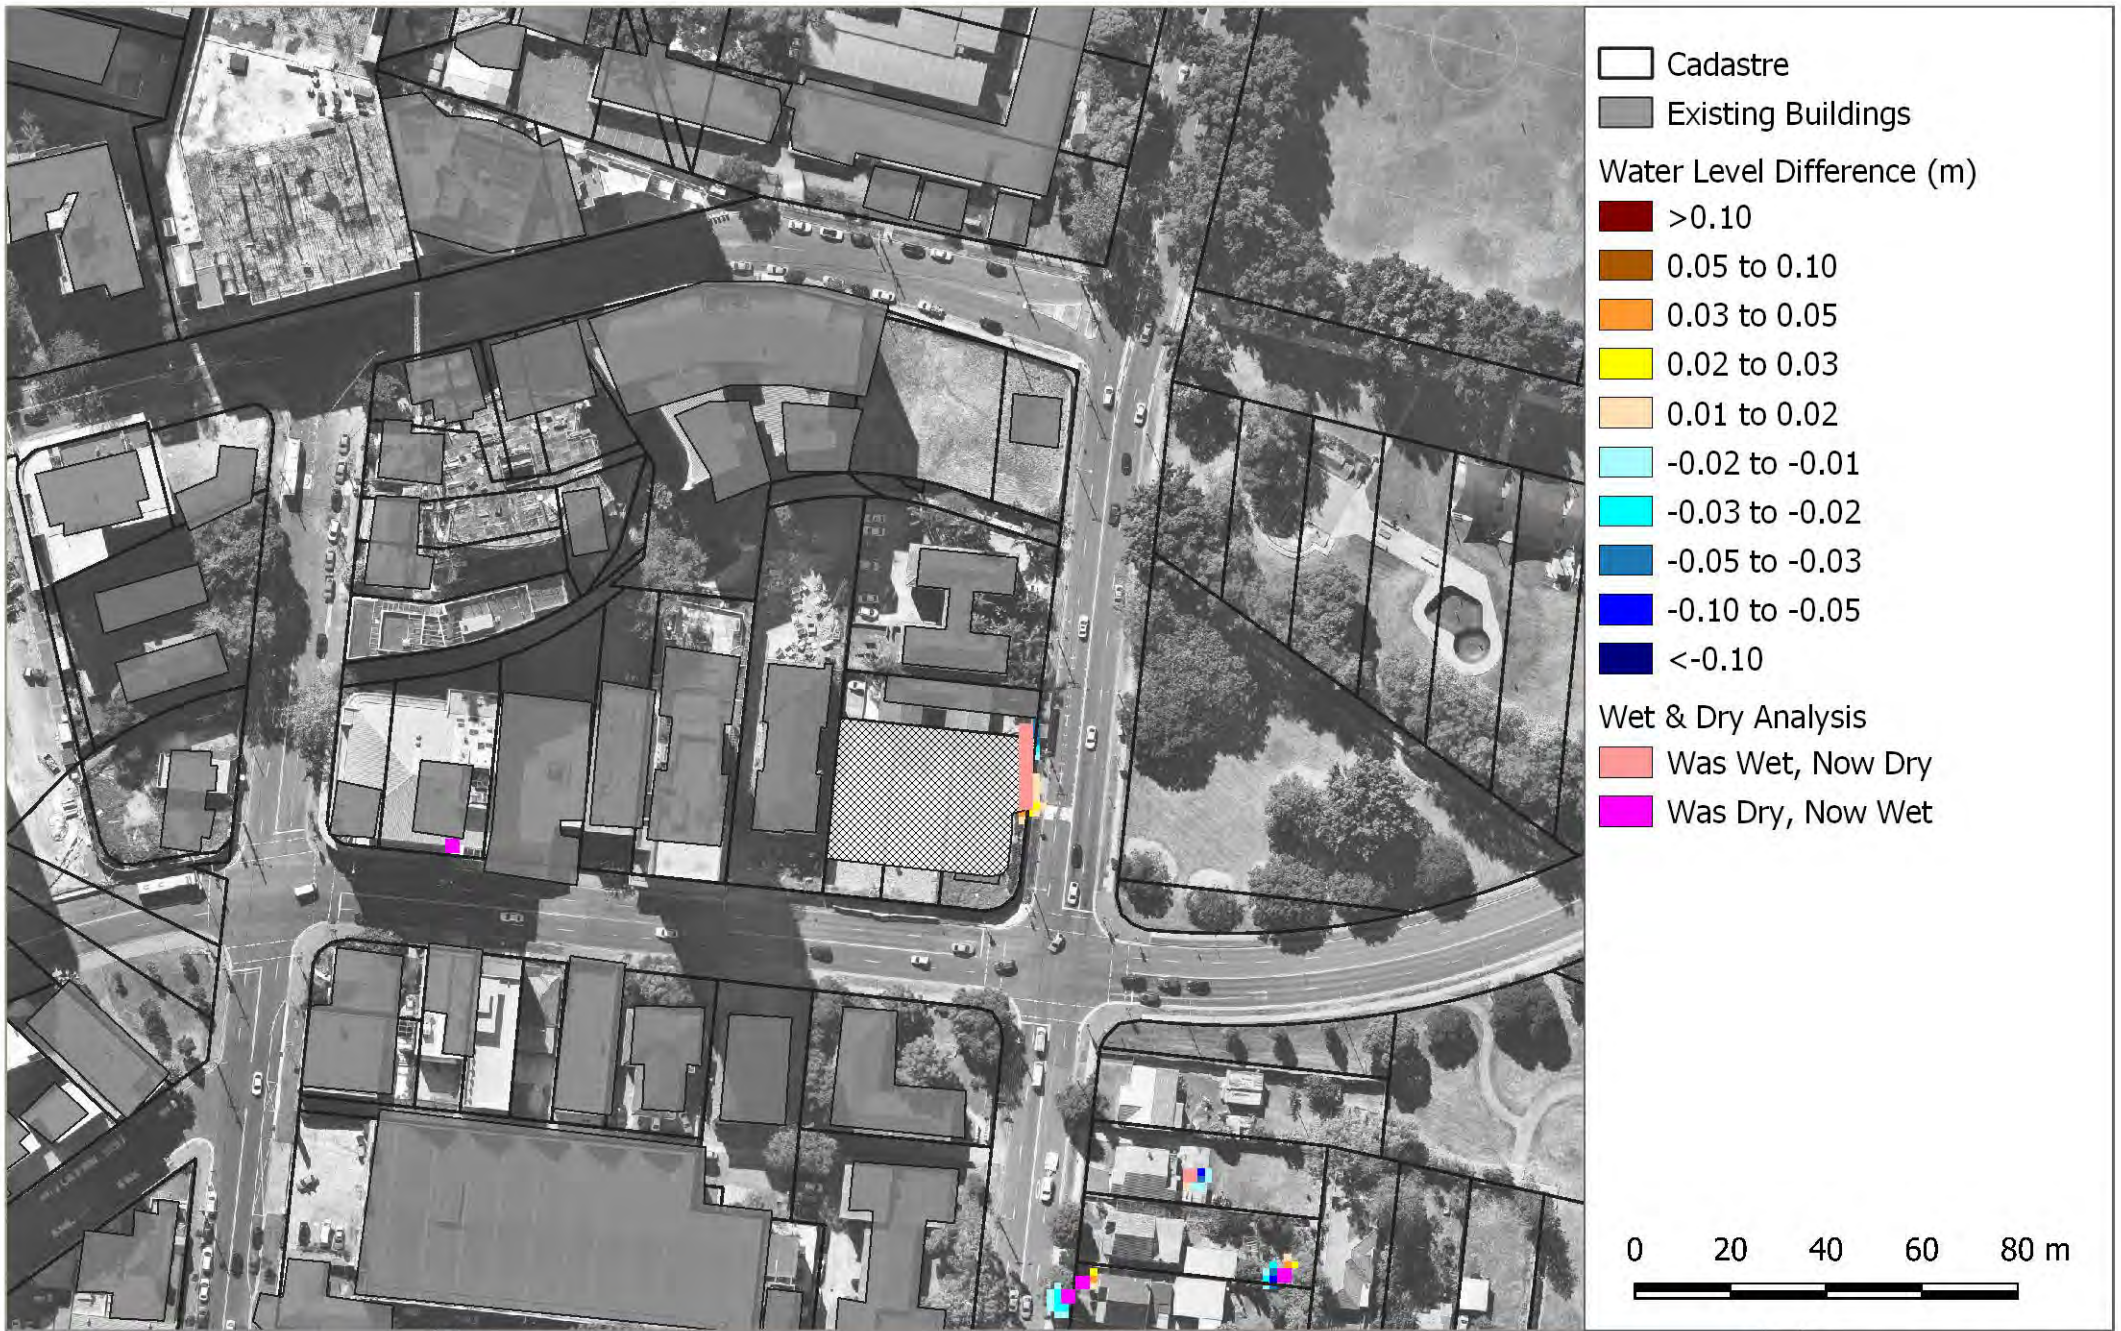 Cadastre
Existing Buildings
Water Level Difference (m)
>0.10
0.05 to 0.10
0.03 to 0.05
0.02 to 0.03
0.01 to 0.02
-0.02 to -0.01
-0.03 to -0.02
-0.05 to -0.03
-0.10 to -0.05
<-0.10
Wet & Dry Analysis
Was Wet, Now Dry
Was Dry, Now Wet
0 20 40 60 80 m